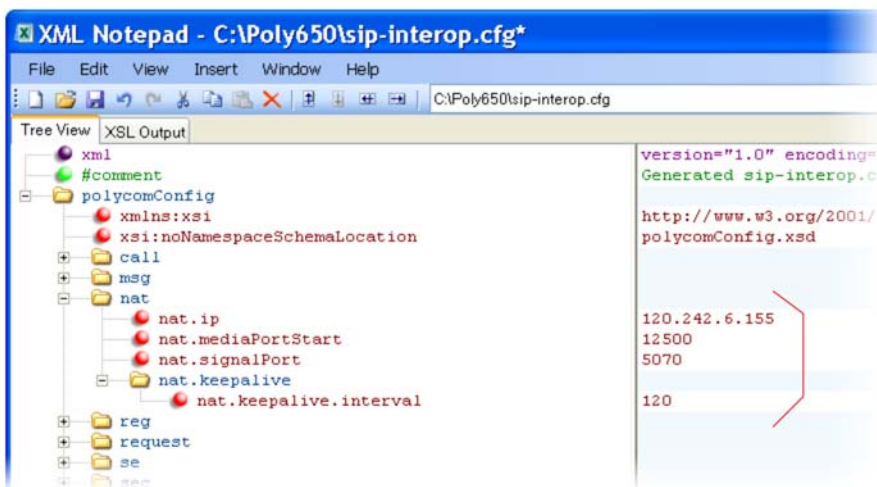 XML Notepad - C:\Poly650\sip-interop.cfg*
File Edit View Insert Window Help
C:\Poly650\sip-interop.cfg
Tree View XSL Output
xml version="1.0" encoding=
#comment Generated sip-interop.c
polycomConfig
xmlns:xsi http://www.w3.org/2001/
xsi:noNamespaceSchemaLocation polycomConfig.xsd
call
msg
nat
nat.ip 120.242.6.155
nat.mediaPortStart 12500
nat.signalPort 5070
nat.keepalive
nat.keepalive.interval 120
reg
request
se
sec